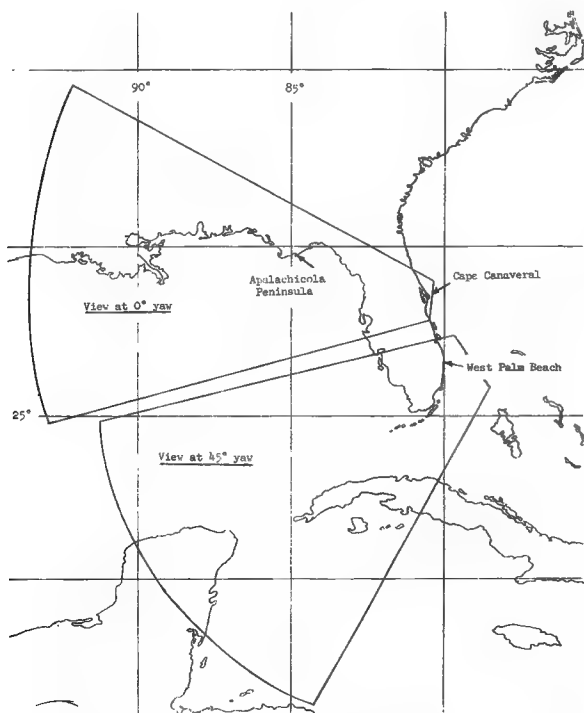 90°
85°
Apalachicola
Peninsula
Cape Canaveral
View at 0° yaw
West Palm Beach
25°
View at 45° yaw